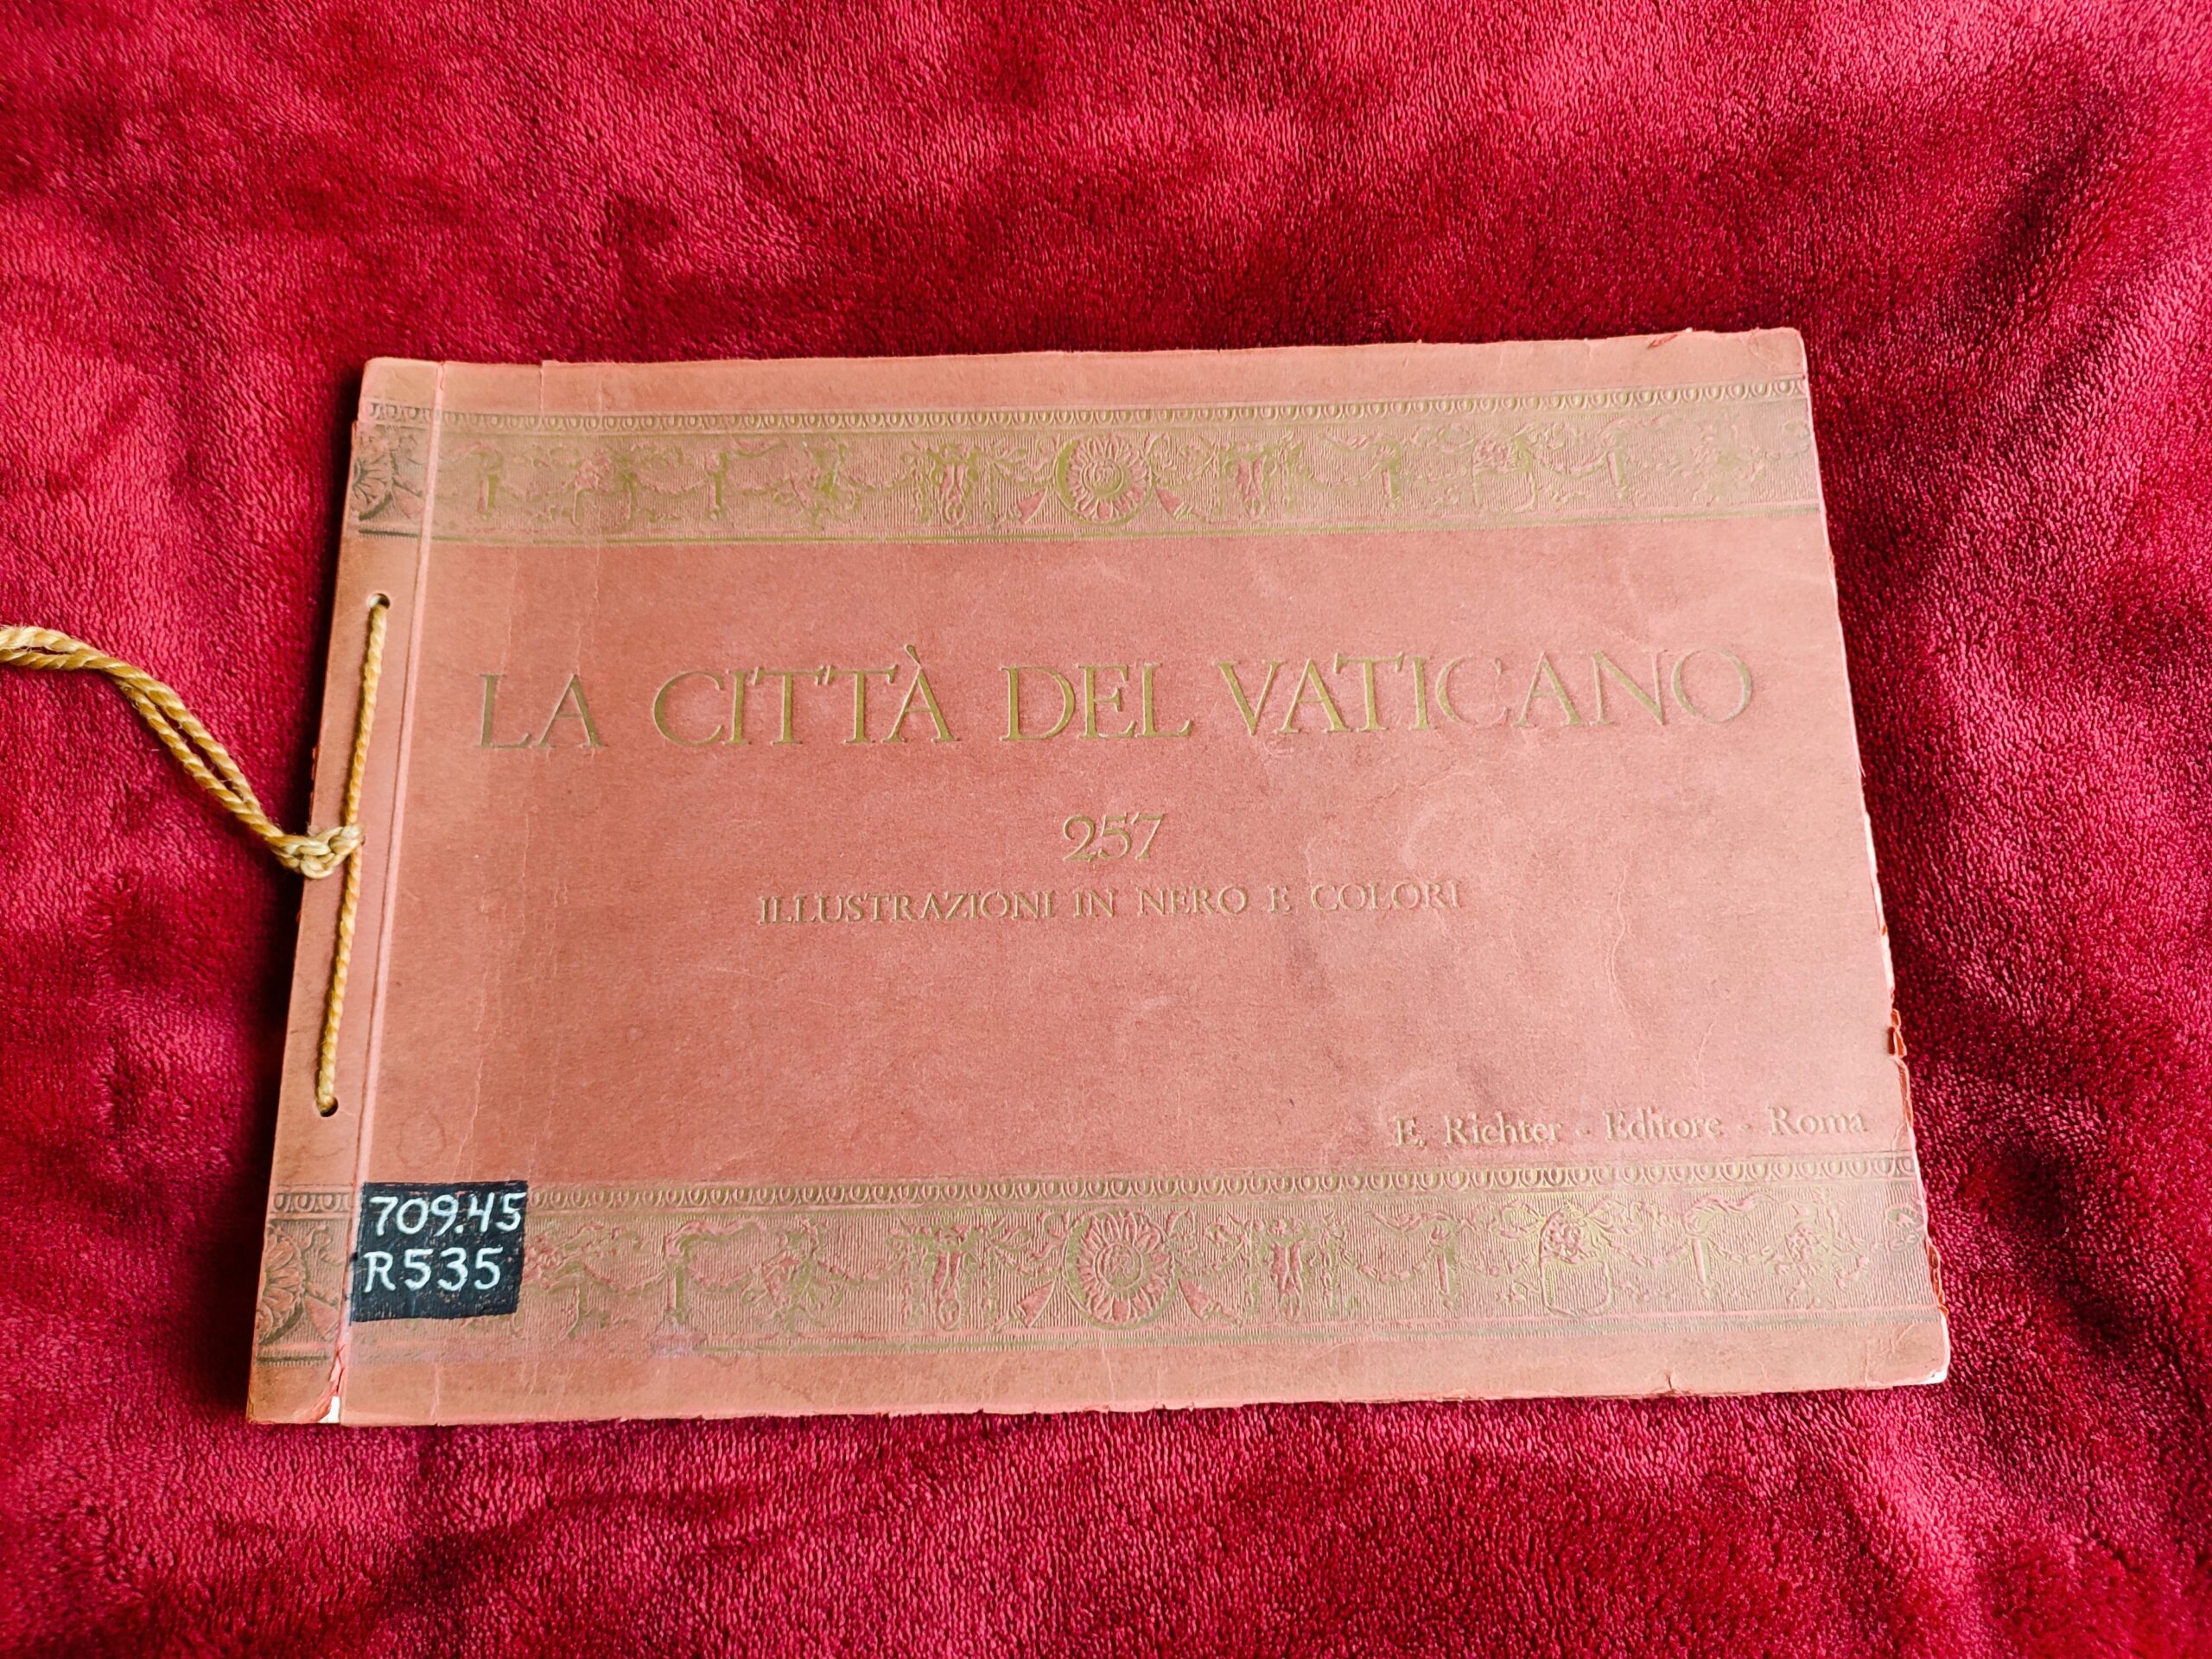 LA CITTÀ DEL VATICANO
257
ILLUSTRAZIONI IN NERO E COLORI
E. Richter - Editore - Roma
709.45
R535